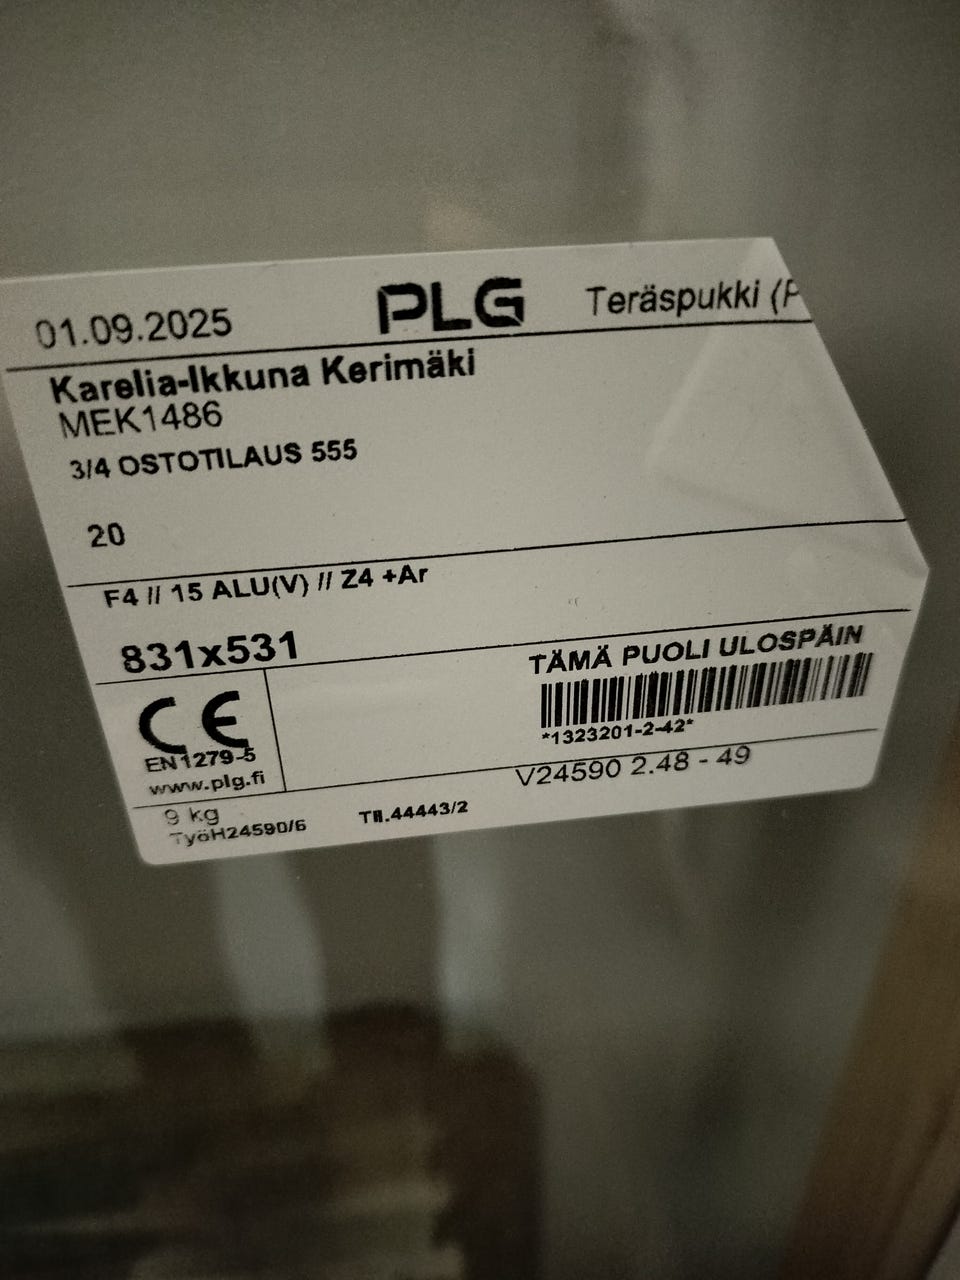 01.09.2025 PLG Teräspukki (P
Karelia-Ikkuna Kerimäki
MEK1486
3/4 OSTOTILAUS 555
20
F4 // 15 ALU(V) // Z4 +Ar
831x531
TÄMÄ PUOLI ULOSPÄIN
*1323201-2-42*
CE
EN1279-5
www.plg.fi
V24590 2.48 - 49
9 kg
TyöH24590/6
Til.44443/2